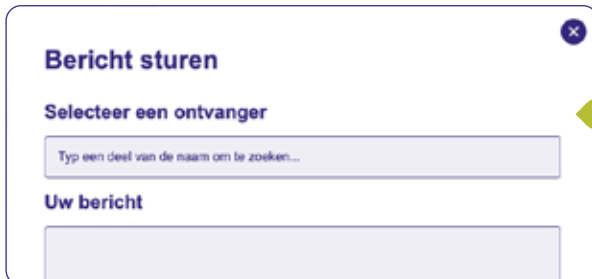 Bericht sturen
Selecteer een ontvanger
Typ een deel van de naam om te zoeken...
Uw bericht